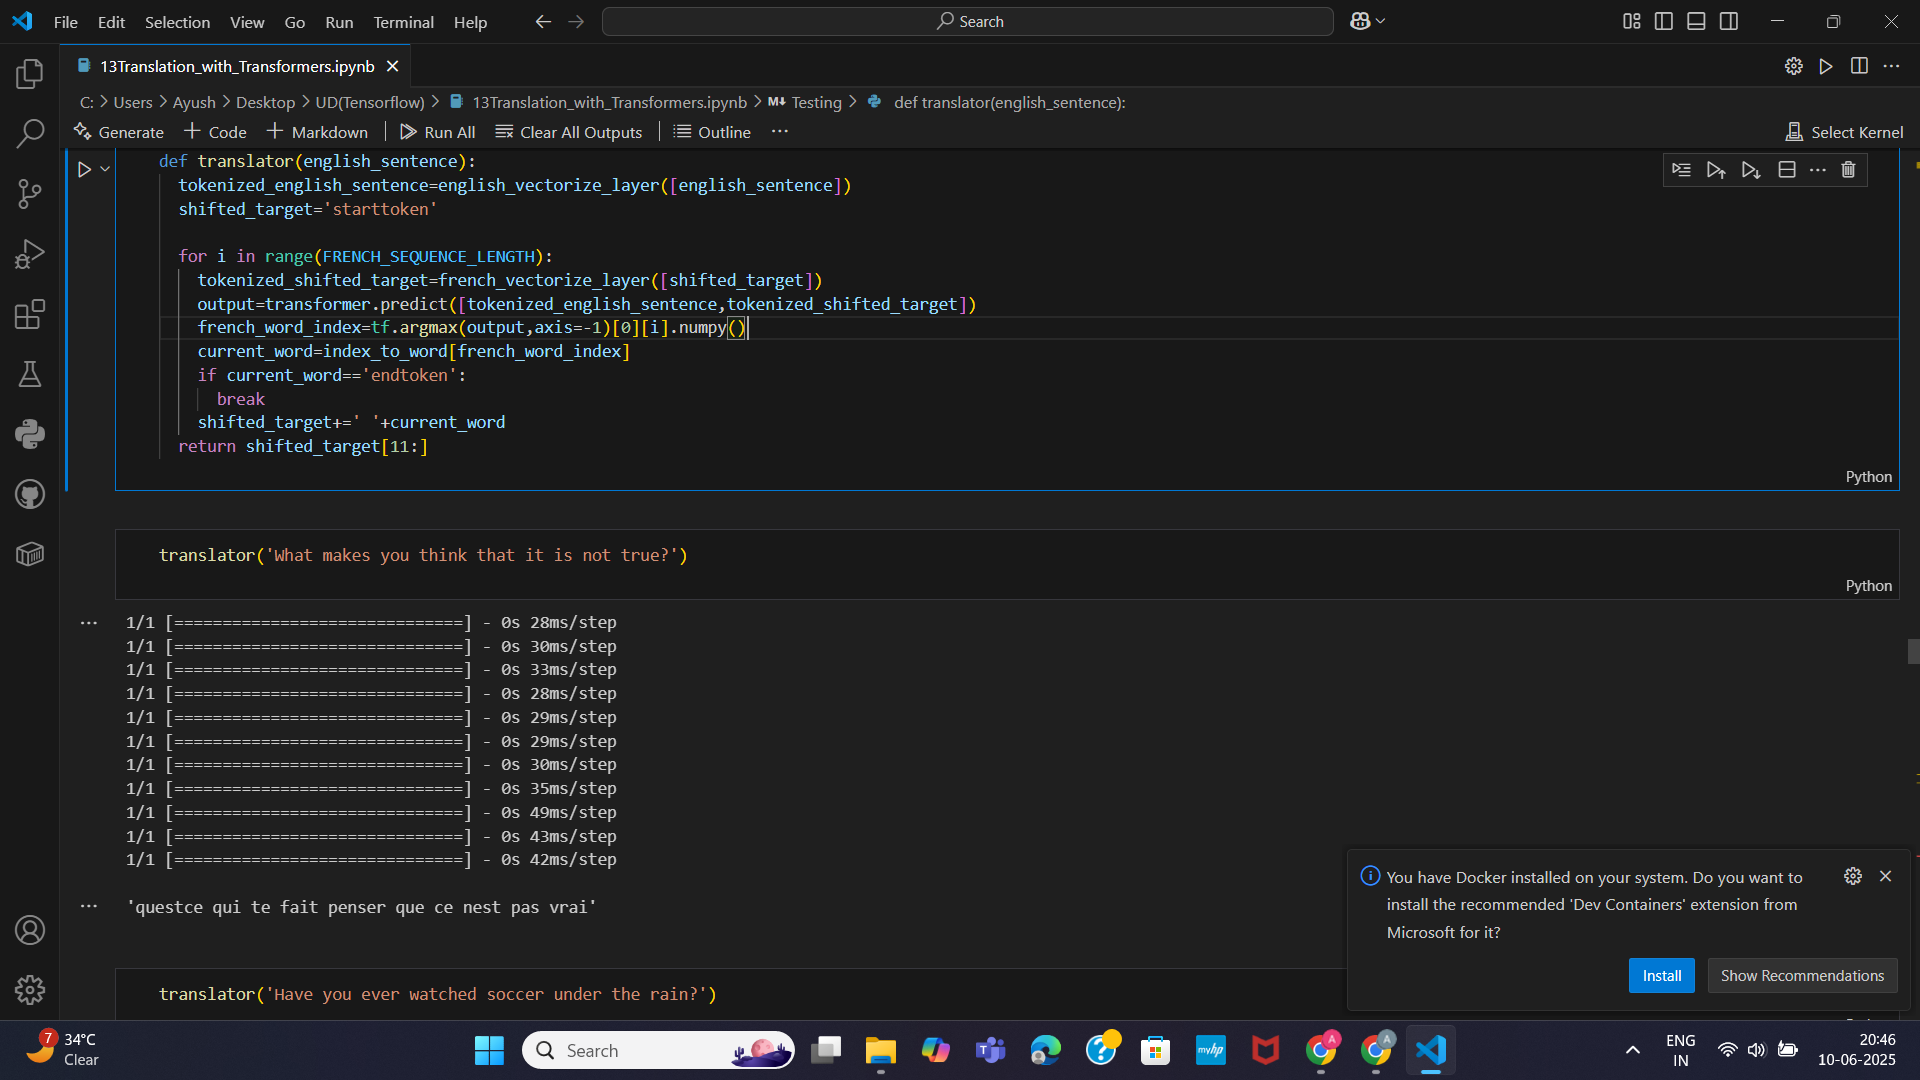 File Edit Selection View Go Run Terminal Help
Search
13Translation_with_Transformers.ipynb
C: > Users > Ayush > Desktop > UD(Tensorflow) > 13Translation_with_Transformers.ipynb > M↓ Testing > def translator(english_sentence):
Generate + Code + Markdown Run All Clear All Outputs Outline ...
Select Kernel
def translator(english_sentence):
tokenized_english_sentence=english_vectorize_layer([english_sentence])
shifted_target='starttoken'
for i in range(FRENCH_SEQUENCE_LENGTH):
tokenized_shifted_target=french_vectorize_layer([shifted_target])
output=transformer.predict([tokenized_english_sentence,tokenized_shifted_target])
french_word_index=tf.argmax(output,axis=-1)[0][i].numpy()
current_word=index_to_word[french_word_index]
if current_word=='endtoken':
break
shifted_target+=' '+current_word
return shifted_target[11:]
Python
translator('What makes you think that it is not true?')
Python
1/1 [==============================] - 0s 28ms/step
1/1 [==============================] - 0s 30ms/step
1/1 [==============================] - 0s 33ms/step
1/1 [==============================] - 0s 28ms/step
1/1 [==============================] - 0s 29ms/step
1/1 [==============================] - 0s 29ms/step
1/1 [==============================] - 0s 30ms/step
1/1 [==============================] - 0s 35ms/step
1/1 [==============================] - 0s 49ms/step
1/1 [==============================] - 0s 43ms/step
1/1 [==============================] - 0s 42ms/step
'questce qui te fait penser que ce nest pas vrai'
translator('Have you ever watched soccer under the rain?')
You have Docker installed on your system. Do you want to
install the recommended 'Dev Containers' extension from
Microsoft for it?
Install
Show Recommendations
7
34°C
Clear
Search
myhp
A
A
ENG
IN
20:46
10-06-2025